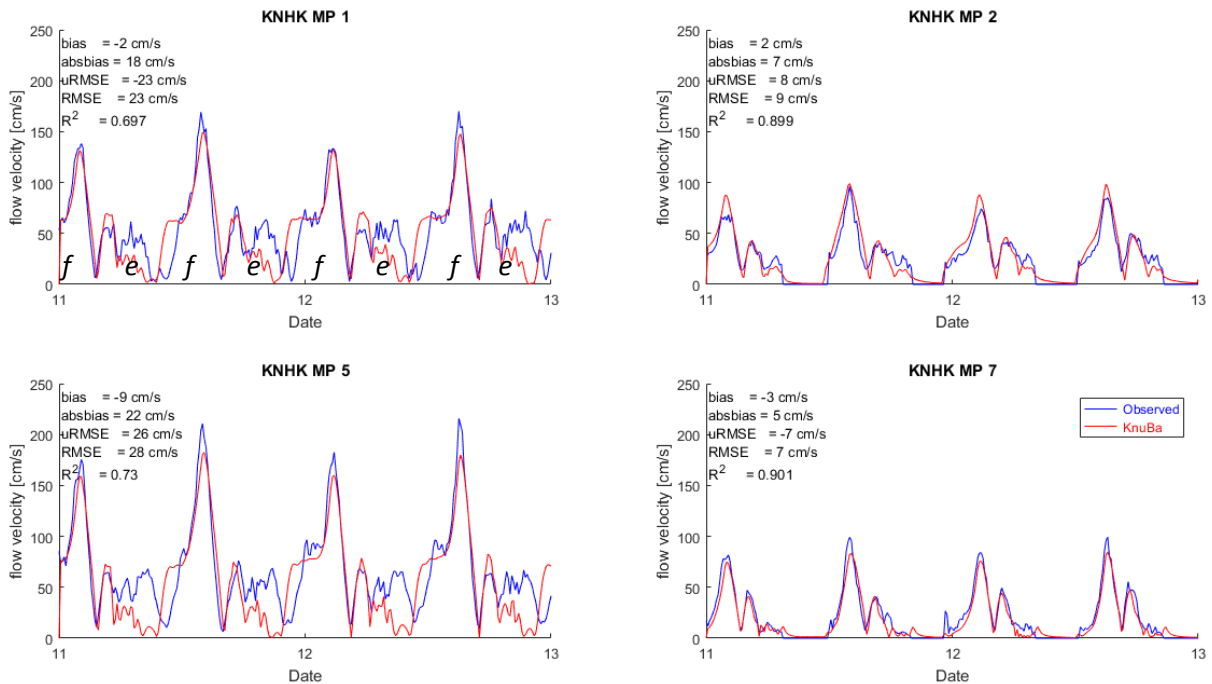 KNHK MP 1
250
200
150
100
50
0
flow velocity [cm/s]
bias = -2 cm/s
absbias = 18 cm/s
uRMSE = -23 cm/s
RMSE = 23 cm/s
R2 = 0.697
f e f e f e f e
11 12 13
Date
KNHK MP 2
250
200
150
100
50
0
flow velocity [cm/s]
bias = 2 cm/s
absbias = 7 cm/s
uRMSE = 8 cm/s
RMSE = 9 cm/s
R2 = 0.899
11 12 13
Date
KNHK MP 5
250
200
150
100
50
0
flow velocity [cm/s]
bias = -9 cm/s
absbias = 22 cm/s
uRMSE = 26 cm/s
RMSE = 28 cm/s
R2 = 0.73
11 12 13
Date
KNHK MP 7
250
200
150
100
50
0
flow velocity [cm/s]
bias = -3 cm/s
absbias = 5 cm/s
uRMSE = -7 cm/s
RMSE = 7 cm/s
R2 = 0.901
Observed
KnuBa
11 12 13
Date